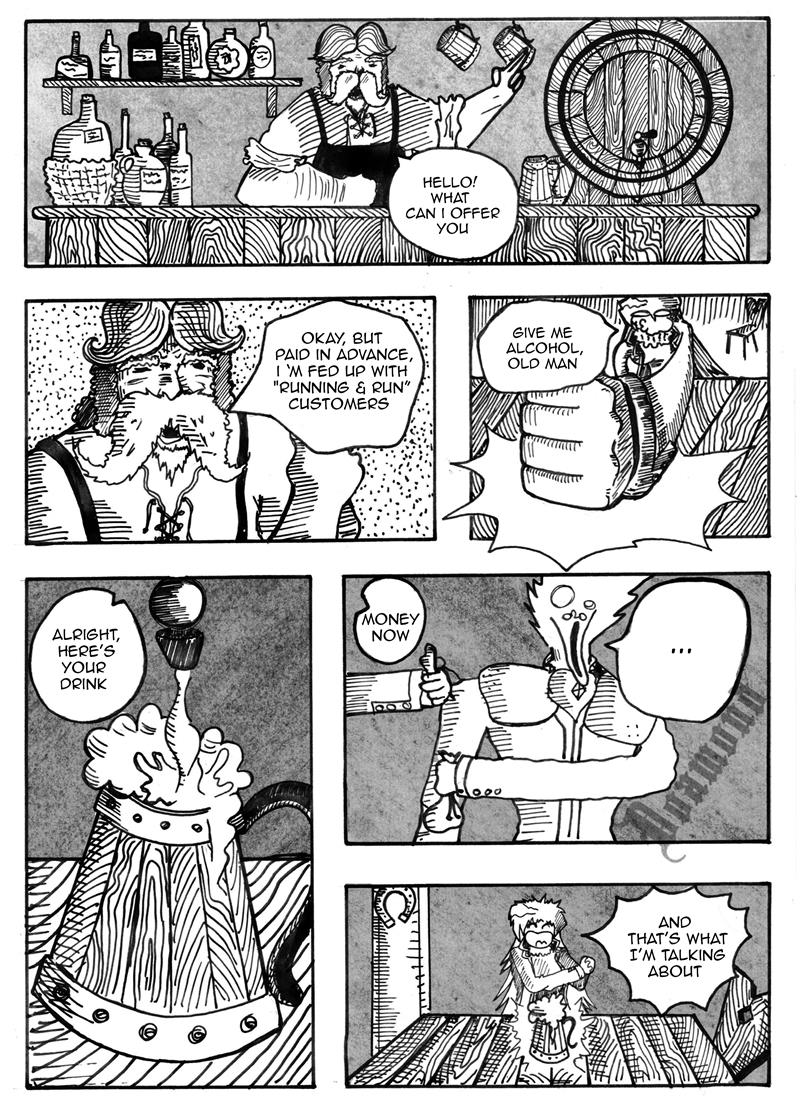 HELLO!
WHAT
CAN I OFFER
YOU
OKAY, BUT
PAID IN ADVANCE,
I 'M FED UP WITH
"RUNNING & RUN"
CUSTOMERS
GIVE ME
ALCOHOL,
OLD MAN
ALRIGHT,
HERE'S
YOUR
DRINK
MONEY
NOW
...
AND
THAT'S WHAT
I'M TALKING
ABOUT